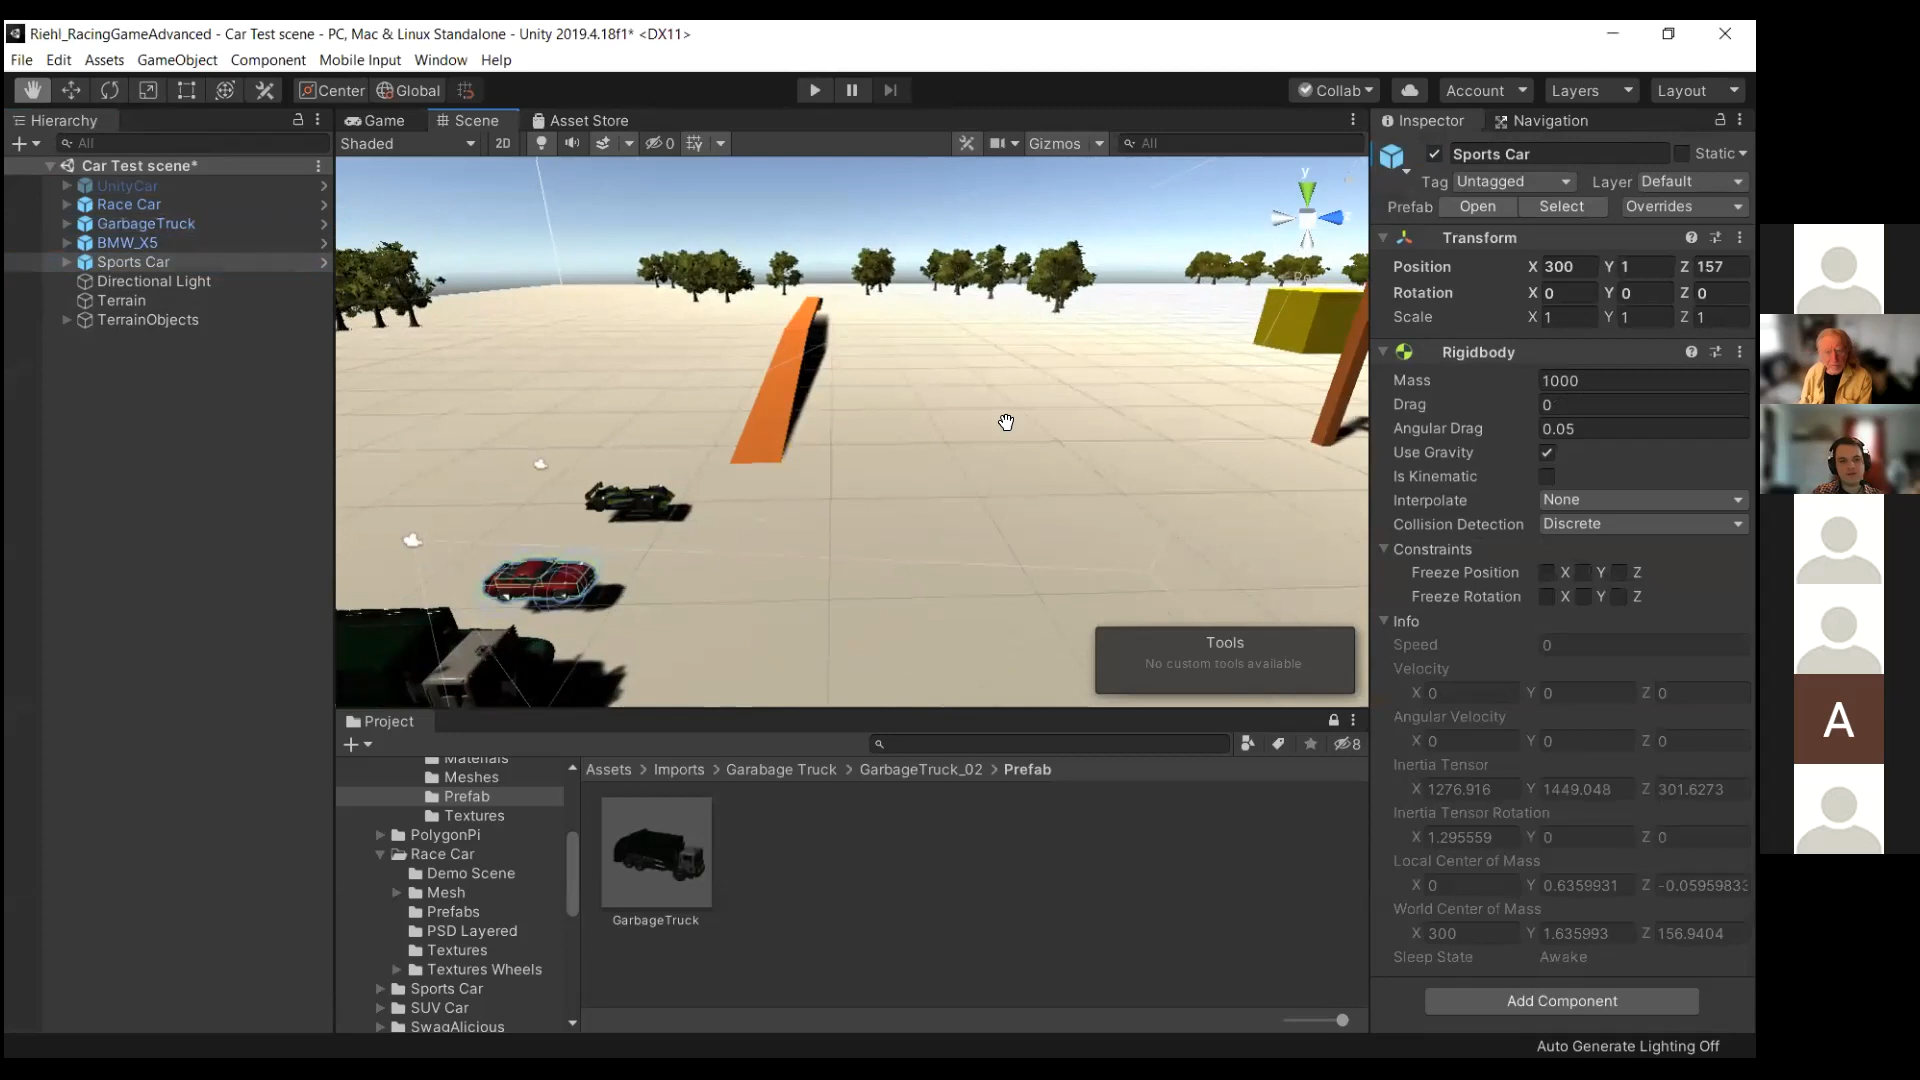 Riehl_RacingGameAdvanced - Car Test scene - PC, Mac & Linux Standalone - Unity 2019.4.18f1* <DX11>
File Edit Assets GameObject Component Mobile Input Window Help
Center Global Collab Account Layers Layout
Hierarchy
All
Car Test scene*
UnityCar
Race Car
GarbageTruck
BMW_X5
Sports Car
Directional Light
Terrain
TerrainObjects
Game Scene Asset Store
Shaded 2D 0 Gizmos All
y
Tools
No custom tools available
Project
8
Materials
Meshes
Prefab
Textures
PolygonPi
Race Car
Demo Scene
Mesh
Prefabs
PSD Layered
Textures
Textures Wheels
Sports Car
SUV Car
SwagAlicious
Assets > Imports > Garabage Truck > GarbageTruck_02 > Prefab
GarbageTruck
Inspector Navigation
Sports Car Static
Tag Untagged Layer Default
Prefab Open Select Overrides
Transform
Position X 300 Y 1 Z 157
Rotation X 0 Y 0 Z 0
Scale X 1 Y 1 Z 1
Rigidbody
Mass 1000
Drag 0
Angular Drag 0.05
Use Gravity
Is Kinematic
Interpolate None
Collision Detection Discrete
Constraints
Freeze Position X Y Z
Freeze Rotation X Y Z
Info
Speed 0
Velocity
X 0 Y 0 Z 0
Angular Velocity
X 0 Y 0 Z 0
Inertia Tensor
X 1276.916 Y 1449.048 Z 301.6273
Inertia Tensor Rotation
X 1.295559 Y 0 Z 0
Local Center of Mass
X 0 Y 0.6359931 Z -0.0595983
World Center of Mass
X 300 Y 1.635993 Z 156.9404
Sleep State Awake
Add Component
Auto Generate Lighting Off
A